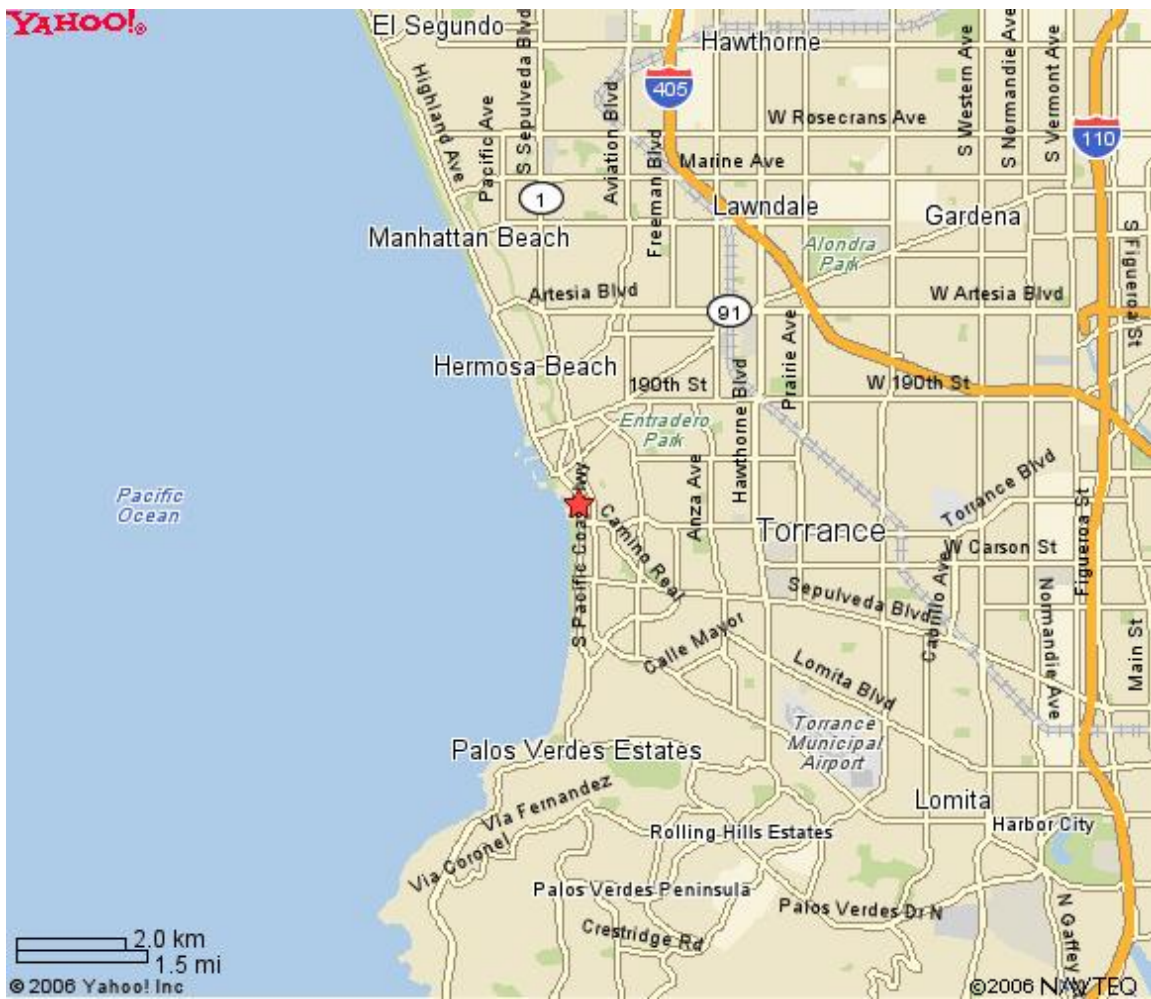 YAHOO!®
El Segundo
Hawthorne
Highland Ave
Pacific Ave
S Sepulveda Blvd
Aviation Blvd
Freeman Blvd
405
W Rosecrans Ave
S Western Ave
S Normandie Ave
S Vermont Ave
110
Marine Ave
1
Lawndale
Gardena
Manhattan Beach
Alondra
Park
S Figueroa St
Artesia Blvd
W Artesia Blvd
91
Prairie Ave
Hermosa Beach
190th St
W 190th St
Hawthorne Blvd
Entradero
Park
Anza Ave
Pacific
Ocean
Torrance Blvd
Figueroa St
Camino Real
Torrance
W Carson St
S Pacific
Sepulveda Blvd
Cabrillo Ave
Normandie Ave
Main St
Calle Mayor
Lomita Blvd
Torrance
Municipal
Airport
Palos Verdes Estates
Via Fernandez
Lomita
Harbor City
Rolling Hills Estates
Via Coronel
Palos Verdes Peninsula
Palos Verdes Dr N
Crestridge Rd
N Gaffey
2.0 km
1.5 mi
© 2006 Yahoo! Inc
©2006 NAVTEQ